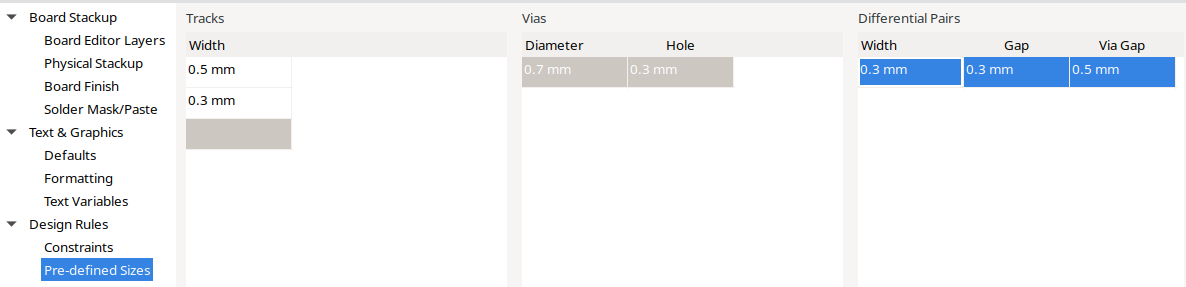 Board Stackup
Board Editor Layers
Physical Stackup
Board Finish
Solder Mask/Paste
Text & Graphics
Defaults
Formatting
Text Variables
Design Rules
Constraints
Pre-defined Sizes
Tracks
Width
0.5 mm
0.3 mm
Vias
Diameter Hole
0.7 mm 0.3 mm
Differential Pairs
Width Gap Via Gap
0.3 mm 0.3 mm 0.5 mm